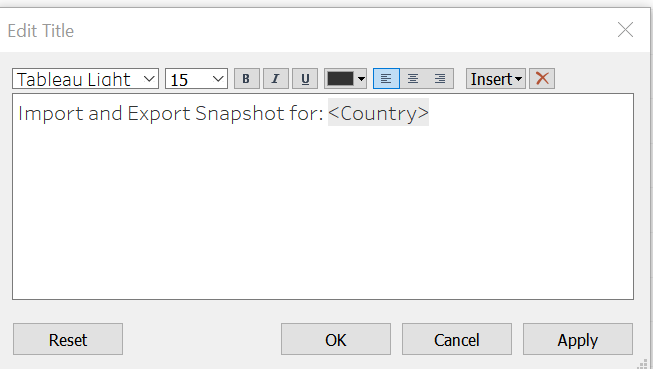 Edit Title
Tableau Light 15 B I U Insert
Import and Export Snapshot for: <Country>
Reset OK Cancel Apply